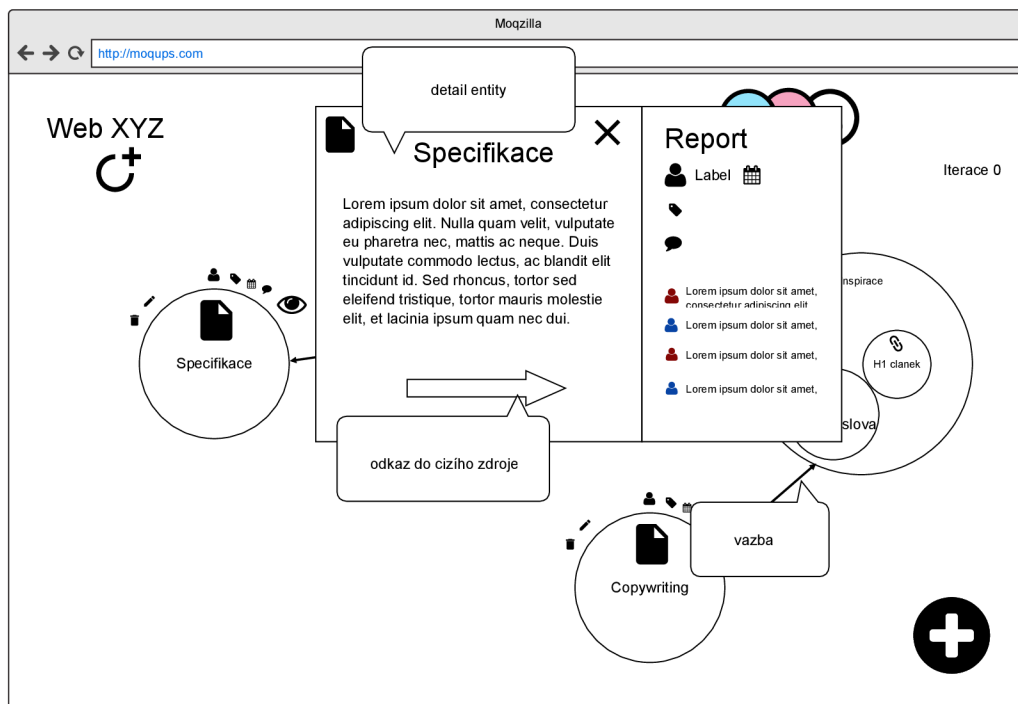 Moqzilla
http://moqups.com
detail entity
Web XYZ
Iterace 0
Specifikace
Lorem ipsum dolor sit amet, consectetur
adipiscing elit. Nulla quam velit, vulputate
eu pharetra nec, mattis ac neque. Duis
vulputate commodo lectus, ac blandit elit
tincidunt id. Sed rhoncus, tortor sed
eleifend tristique, tortor mauris molestie
elit, et lacinia ipsum quam nec dui.
Report
Label
Lorem ipsum dolor sit amet,
consectetur adipiscing elit
Lorem ipsum dolor sit amet,
Lorem ipsum dolor sit amet,
Lorem ipsum dolor sit amet,
Specifikace
nspirace
H1 clanek
slova
odkaz do cizího zdroje
vazba
Copywriting